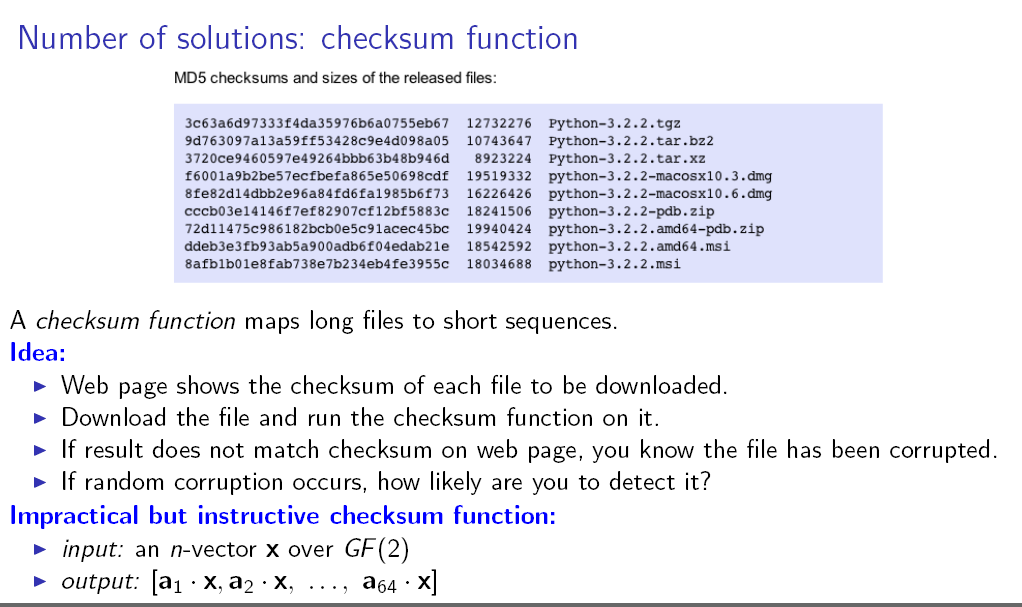 Number of solutions: checksum function
MD5 checksums and sizes of the released files:
3c63a6d97333f4da35976b6a0755eb67 12732276 Python-3.2.2.tgz
9d763097a13a59ff53428c9e4d098a05 10743647 Python-3.2.2.tar.bz2
3720ce9460597e49264bbb63b48b946d 8923224 Python-3.2.2.tar.xz
f6001a9b2be57ecfbefa865e50698cdf 19519332 python-3.2.2-macosx10.3.dmg
8fe82d14dbb2e96a84fd6fa1985b6f73 16226426 python-3.2.2-macosx10.6.dmg
cccb03e14146f7ef82907cf12bf5883c 18241506 python-3.2.2-pdb.zip
72d11475c986182bcb0e5c91acec45bc 19940424 python-3.2.2.amd64-pdb.zip
ddeb3e3fb93ab5a900adb6f04edab21e 18542592 python-3.2.2.amd64.msi
8afb1b01e8fab738e7b234eb4fe3955c 18034688 python-3.2.2.msi
A checksum function maps long files to short sequences.
Idea:
▶ Web page shows the checksum of each file to be downloaded.
▶ Download the file and run the checksum function on it.
▶ If result does not match checksum on web page, you know the file has been corrupted.
▶ If random corruption occurs, how likely are you to detect it?
Impractical but instructive checksum function:
▶ input: an n-vector x over GF(2)
▶ output: [a₁ · x, a₂ · x, ..., a₆₄ · x]